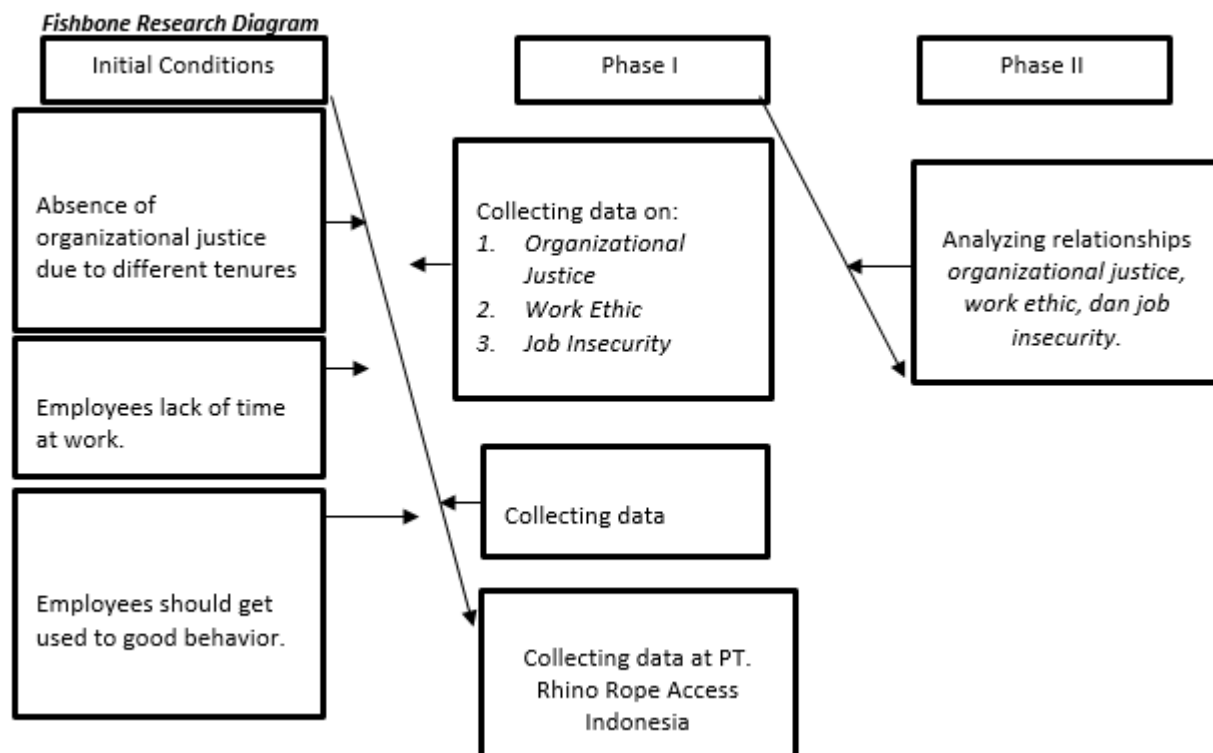 Fishbone Research Diagram
Initial Conditions
Absence of
organizational justice
due to different tenures
Employees lack of time
at work.
Employees should get
used to good behavior.
Phase I
Collecting data on:
1. Organizational
Justice
2. Work Ethic
3. Job Insecurity
Collecting data
Collecting data at PT.
Rhino Rope Access
Indonesia
Phase II
Analyzing relationships
organizational justice,
work ethic, dan job
insecurity.